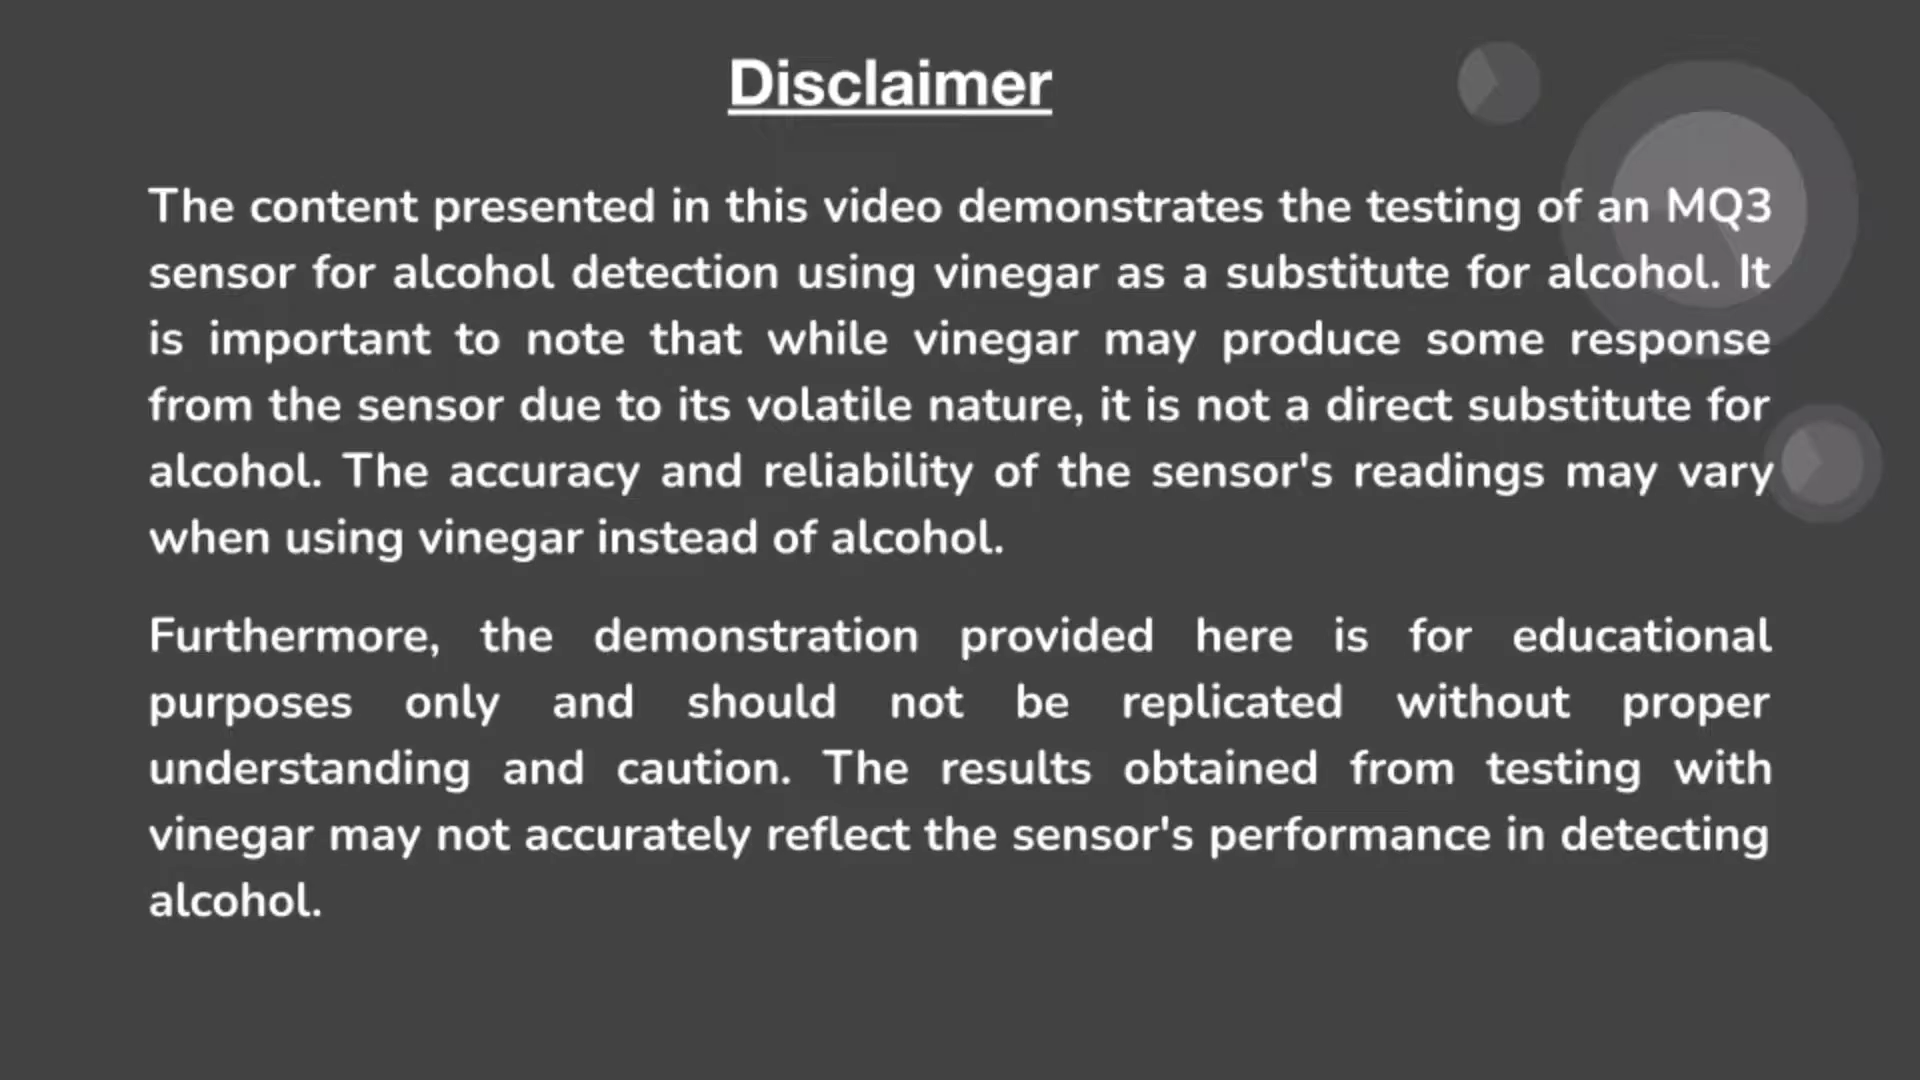 Disclaimer
The content presented in this video demonstrates the testing of an MQ3
sensor for alcohol detection using vinegar as a substitute for alcohol. It
is important to note that while vinegar may produce some response
from the sensor due to its volatile nature, it is not a direct substitute for
alcohol. The accuracy and reliability of the sensor's readings may vary
when using vinegar instead of alcohol.
Furthermore, the demonstration provided here is for educational
purposes only and should not be replicated without proper
understanding and caution. The results obtained from testing with
vinegar may not accurately reflect the sensor's performance in detecting
alcohol.